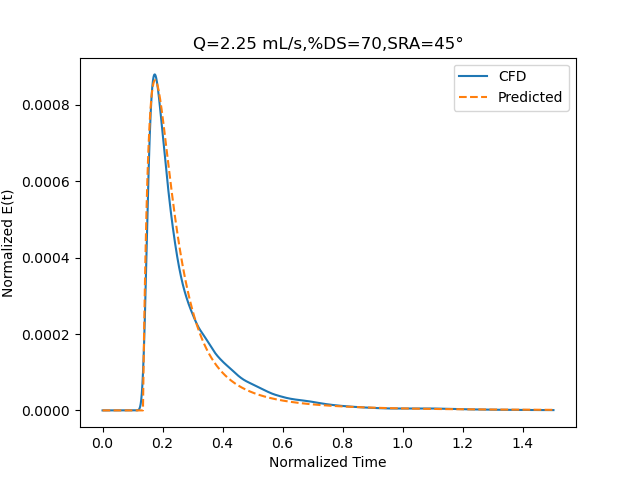 Q=2.25 mL/s,%DS=70,SRA=45°
CFD
Predicted
Normalized E(t)
0.0008
0.0006
0.0004
0.0002
0.0000
0.0 0.2 0.4 0.6 0.8 1.0 1.2 1.4
Normalized Time